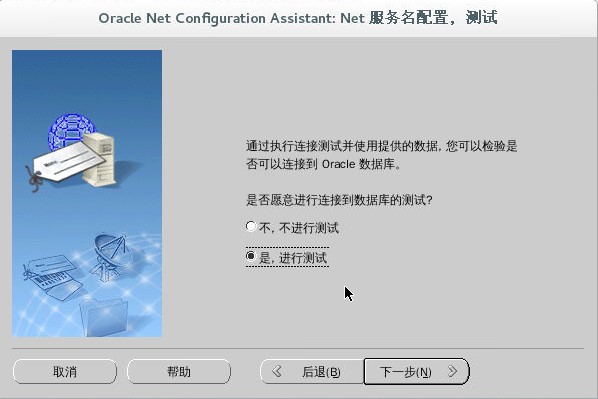 Oracle Net Configuration Assistant: Net 服务名配置，测试
通过执行连接测试并使用提供的数据, 您可以检验是
否可以连接到 Oracle 数据库。
是否愿意进行连接到数据库的测试?
不, 不进行测试
是, 进行测试
取消
帮助
后退(B)
下一步(N)